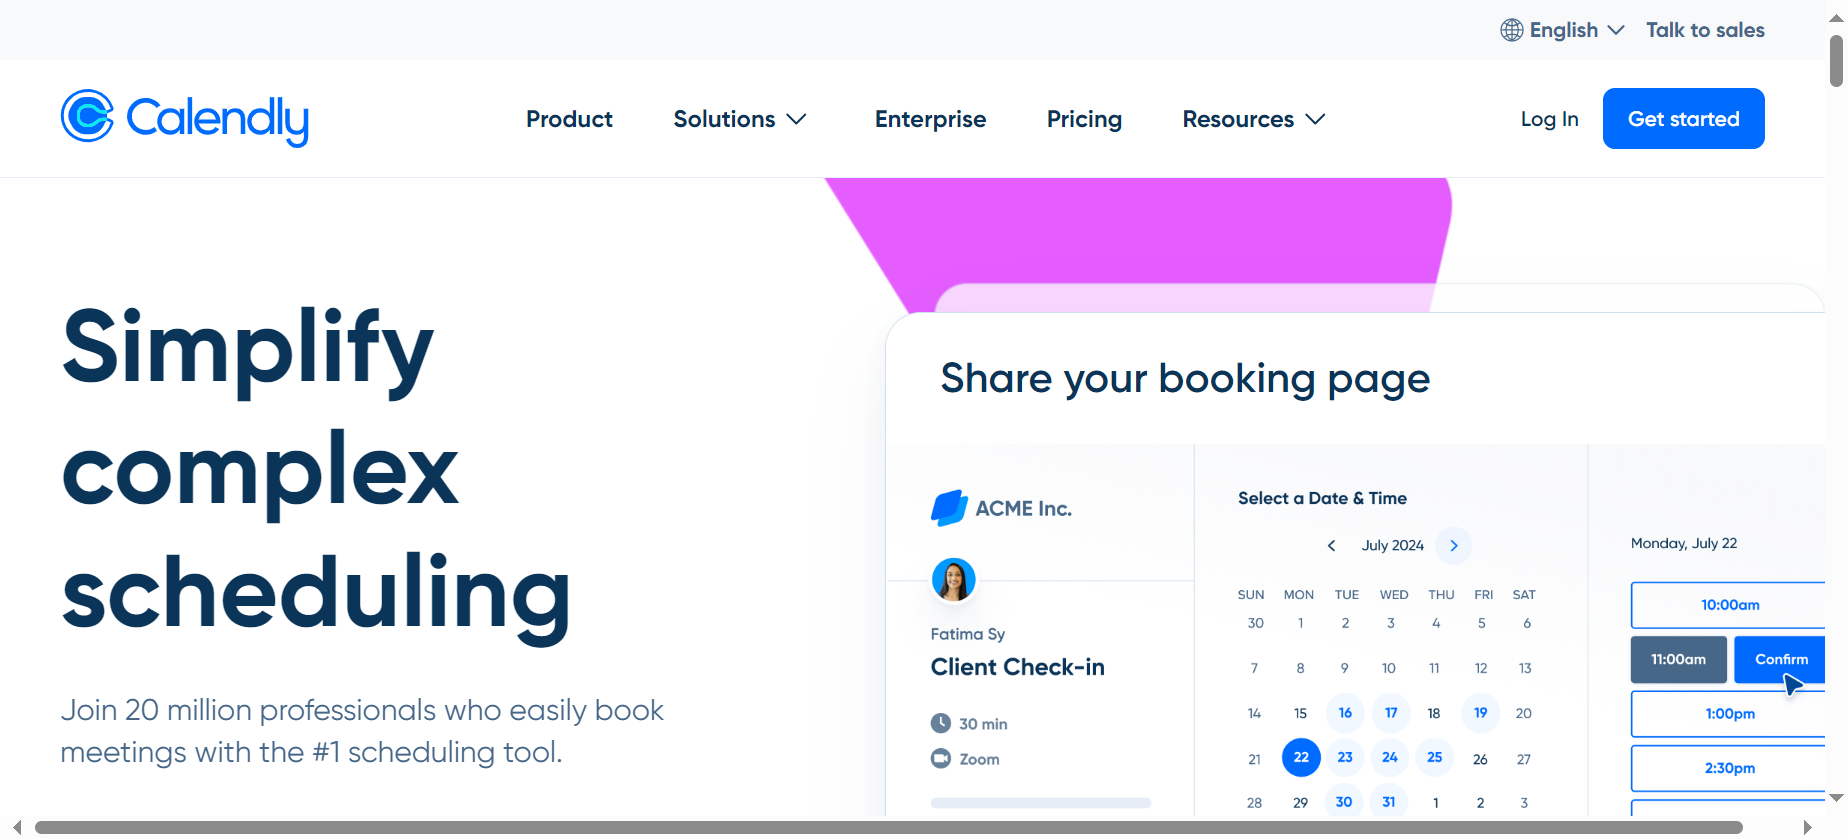 English
Talk to sales
Calendly
Product
Solutions
Enterprise
Pricing
Resources
Log In
Get started
Simplify
complex
scheduling
Join 20 million professionals who easily book
meetings with the #1 scheduling tool.
Share your booking page
ACME Inc.
Fatima Sy
Client Check-in
30 min
Zoom
Select a Date & Time
July 2024
SUN MON TUE WED THU FRI SAT
30 1 2 3 4 5 6
7 8 9 10 11 12 13
14 15 16 17 18 19 20
21 22 23 24 25 26 27
28 29 30 31 1 2 3
Monday, July 22
10:00am
11:00am
Confirm
1:00pm
2:30pm